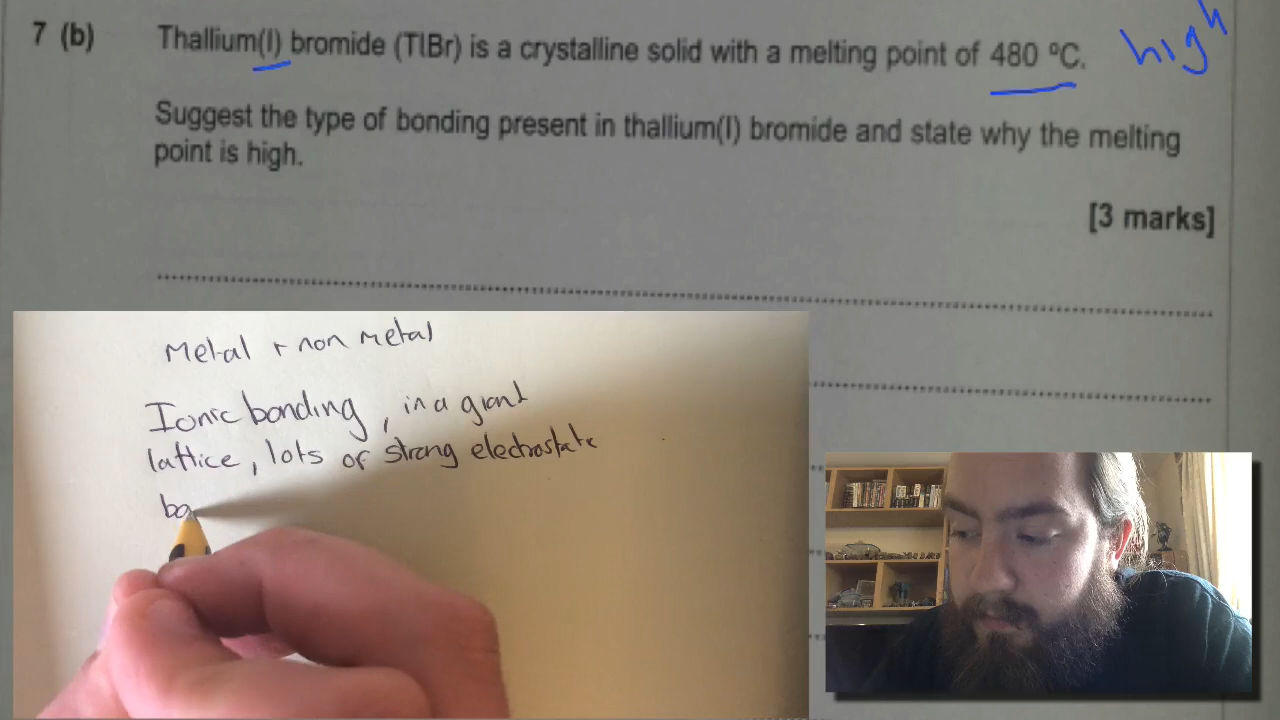 7 (b) Thallium(I) bromide (TlBr) is a crystalline solid with a melting point of 480 ºC.
high
Suggest the type of bonding present in thallium(I) bromide and state why the melting
point is high.
[3 marks]
Metal + non metal
Ionic bonding, in a giant
lattice, lots of strong electrostatic
bo